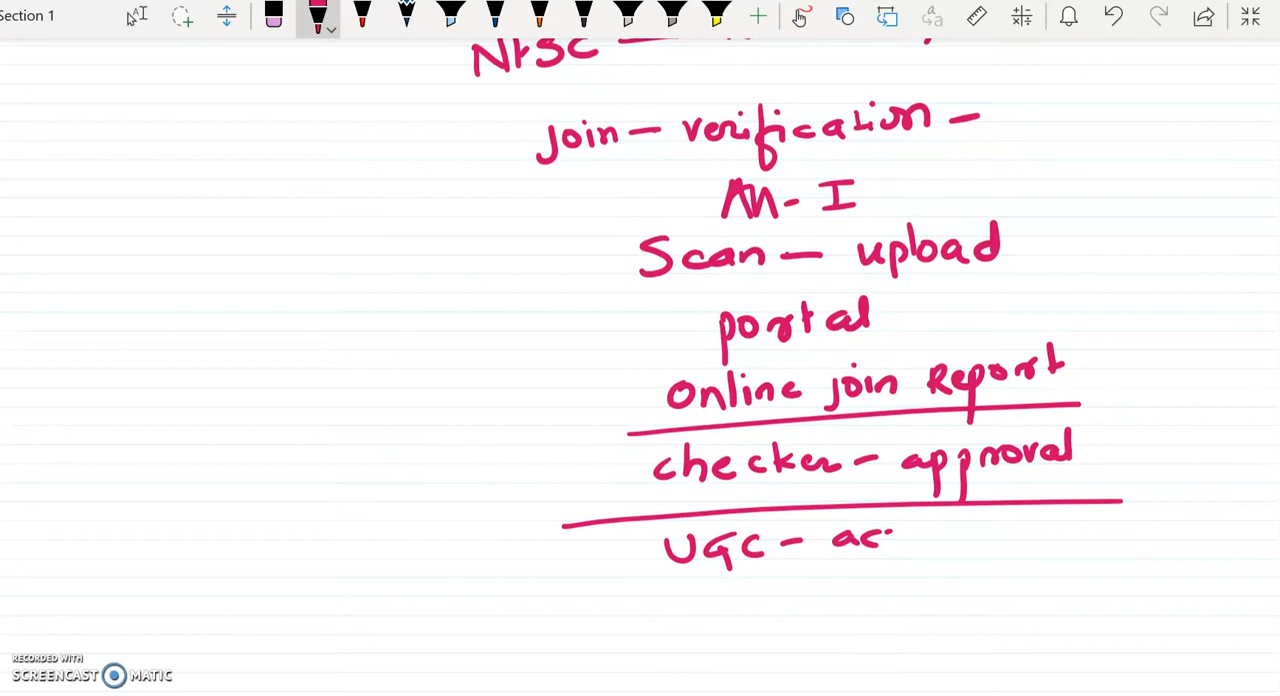 Section 1
Join - verification -
An - I
Scan - upload
portal
Online join Report
checker - approval
UGC - ac
RECORDED WITH
SCREENCAST MATIC